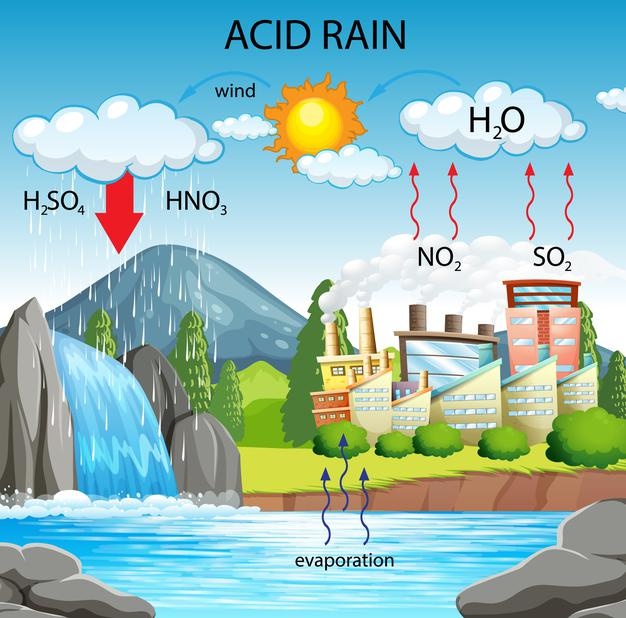 ACID RAIN
wind
H₂O
H₂SO₄ HNO₃
NO₂ SO₂
evaporation